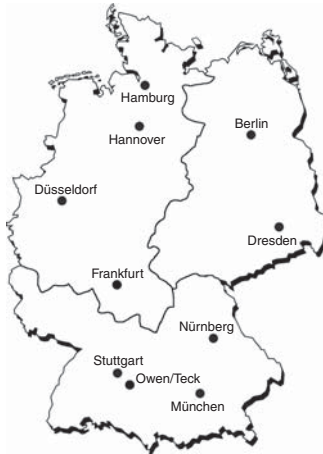 Hamburg
Hannover
Berlin
Düsseldorf
Dresden
Frankfurt
Nürnberg
Stuttgart
Owen/Teck
München